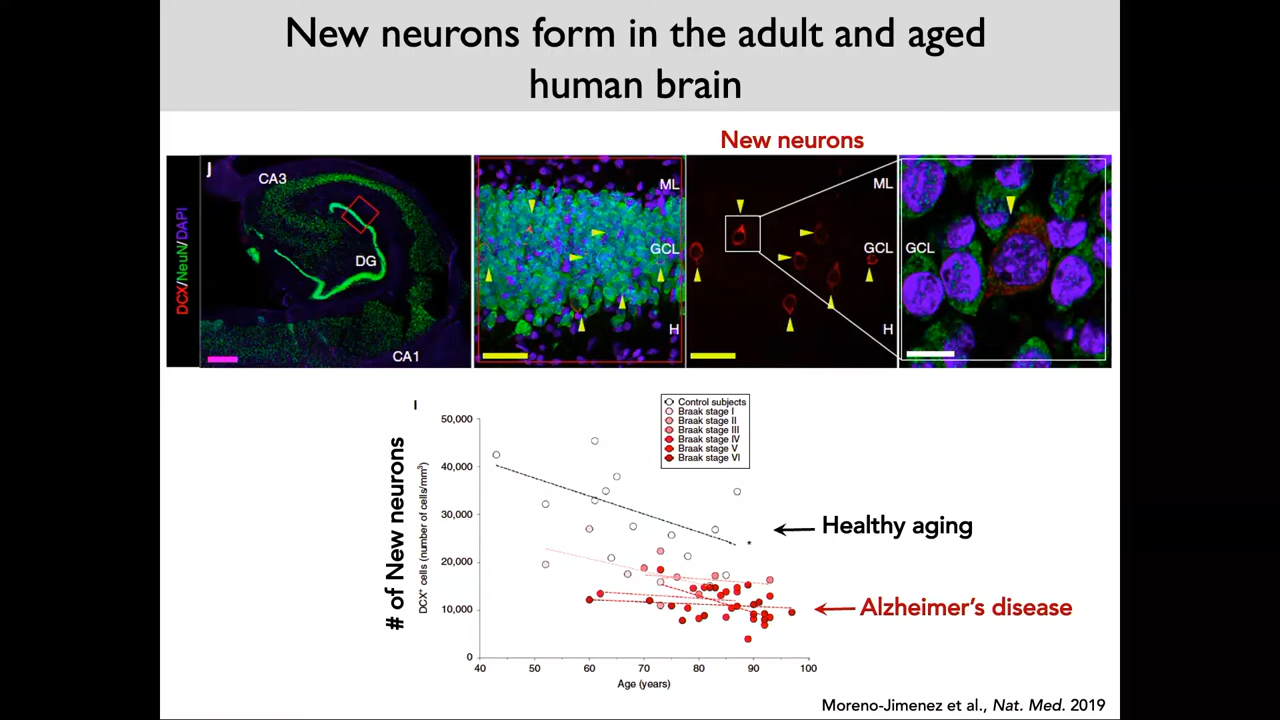 New neurons form in the adult and aged
human brain
New neurons
DCX/NeuN/DAPI
J
CA3
DG
CA1
ML
GCL
H
ML
GCL
H
GCL
I
# of New neurons
DCX⁺ cells (number of cells/mm³)
50,000
40,000
30,000
20,000
10,000
0
40 50 60 70 80 90 100
Age (years)
Control subjects
Braak stage I
Braak stage II
Braak stage III
Braak stage IV
Braak stage V
Braak stage VI
*
Healthy aging
Alzheimer's disease
Moreno-Jimenez et al., Nat. Med. 2019